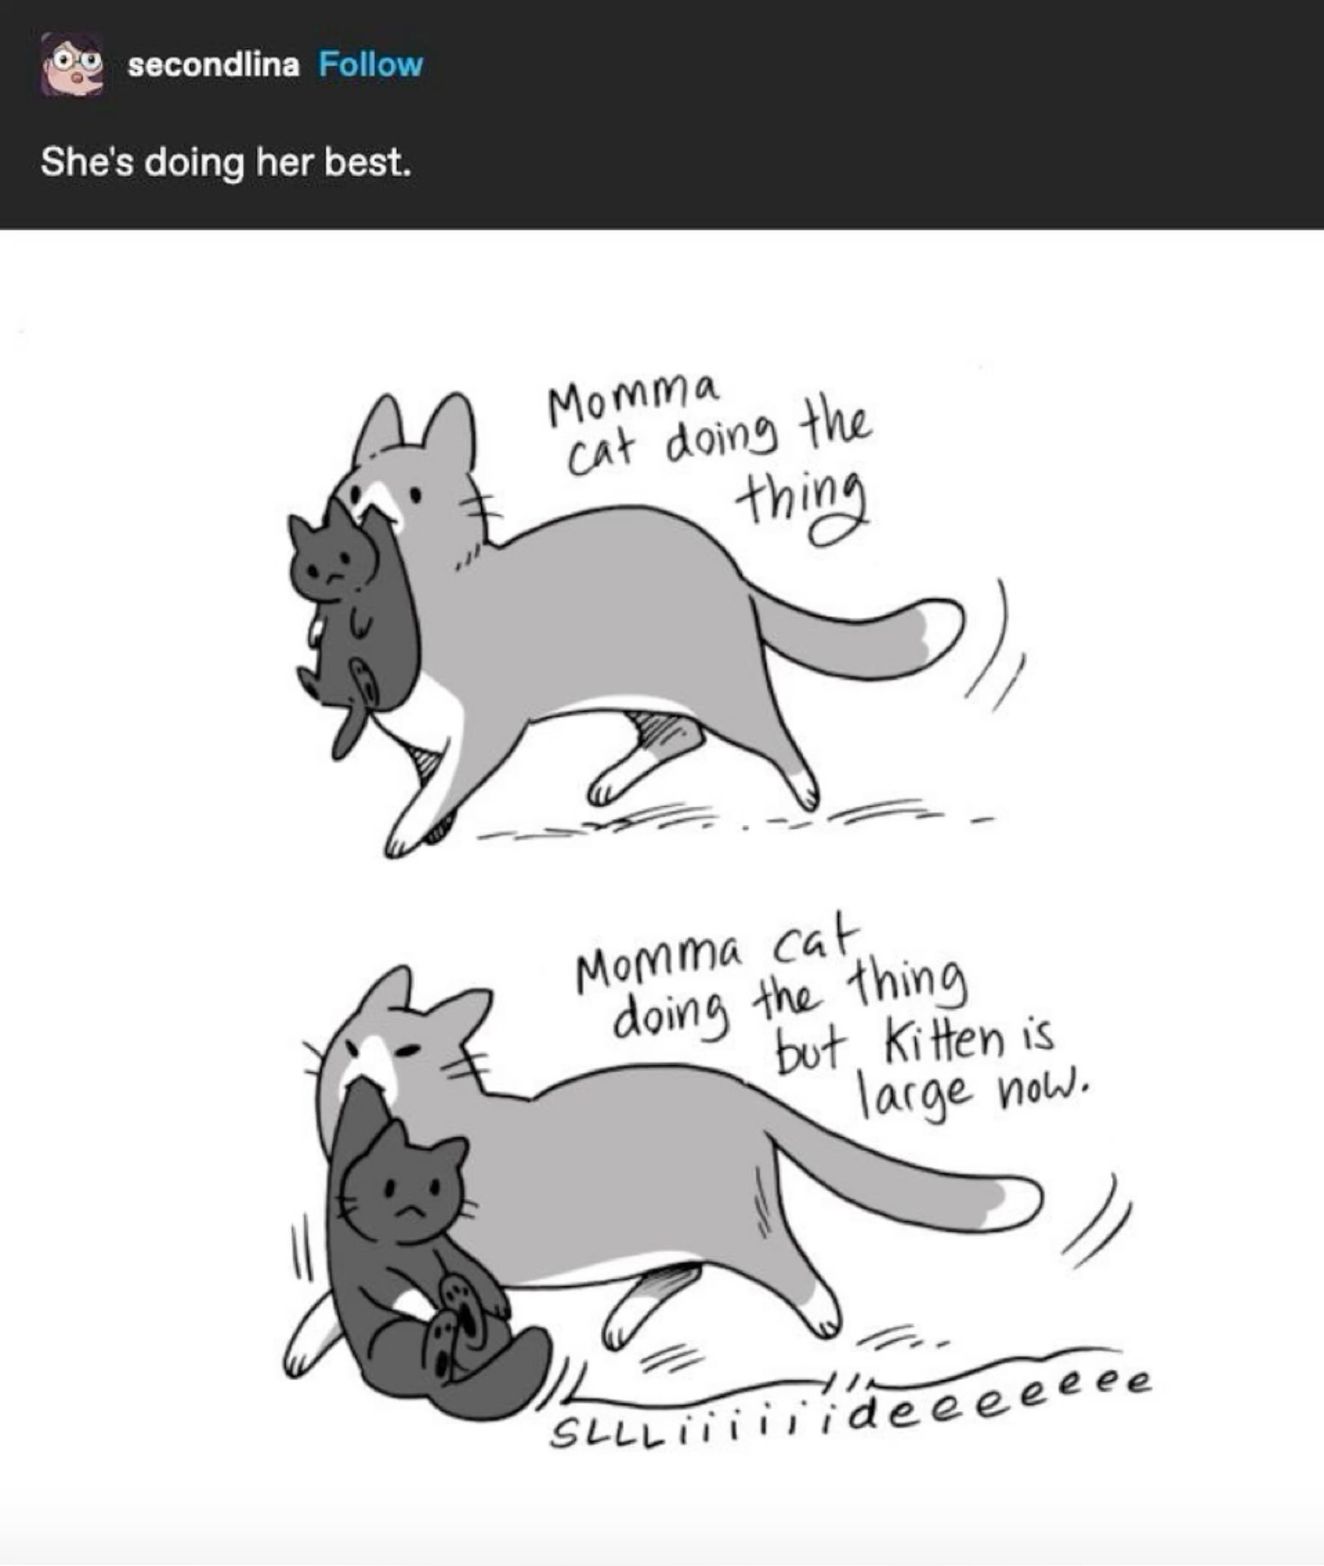 secondlina Follow
She's doing her best.
Momma
cat doing the
thing
Momma cat
doing the thing
but kitten is
large now.
SLLLiiiiiiideeeeeeee